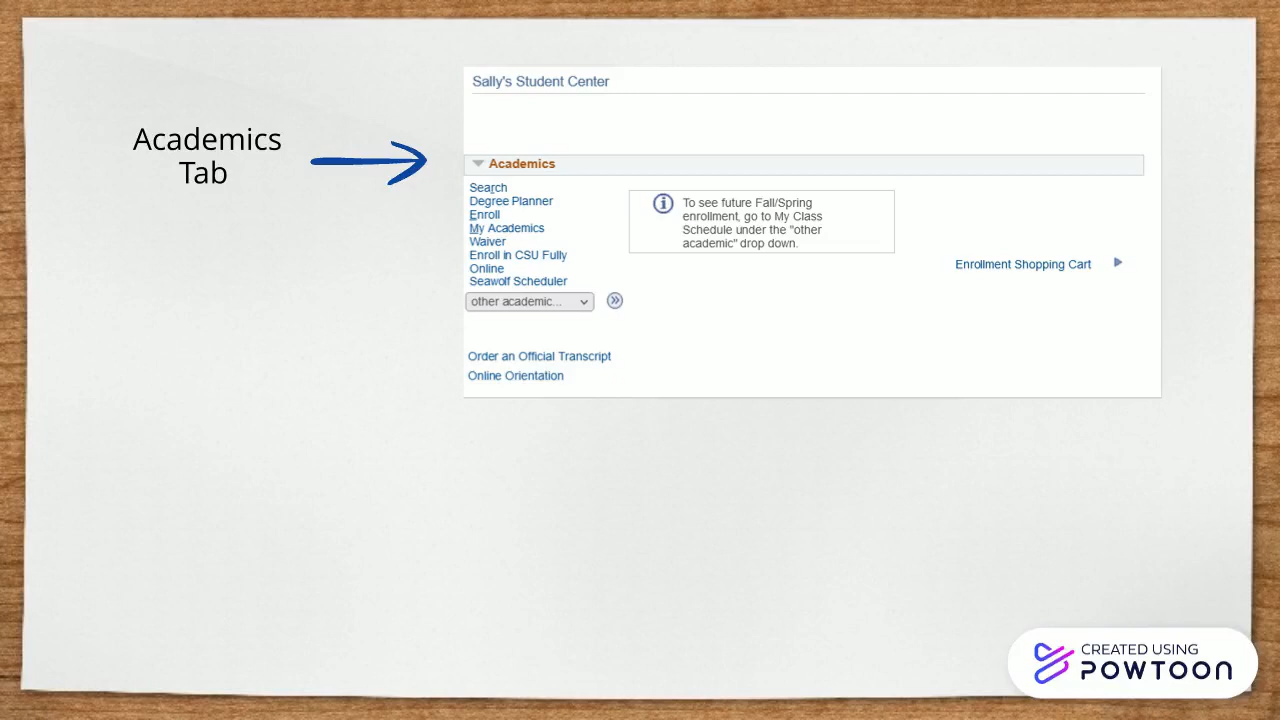 Academics
Tab
Sally's Student Center
Academics
Search
Degree Planner
Enroll
My Academics
Waiver
Enroll in CSU Fully
Online
Seawolf Scheduler
other academic...
To see future Fall/Spring
enrollment, go to My Class
Schedule under the "other
academic" drop down.
Enrollment Shopping Cart
Order an Official Transcript
Online Orientation
CREATED USING
POWTOON